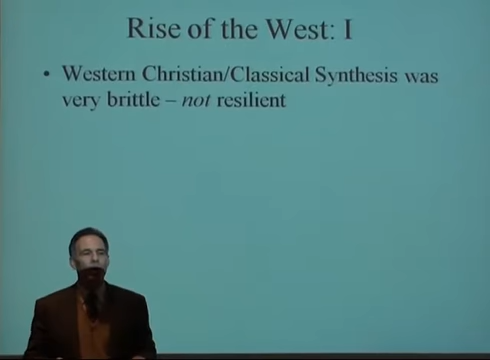 Rise of the West: I
• Western Christian/Classical Synthesis was
very brittle – not resilient